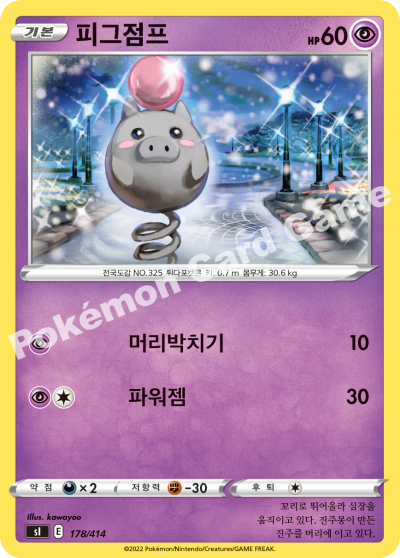 기본 피그점프 HP60
전국도감 NO.325 튀다포켓몬 키: 0.7 m 몸무게: 30.6 kg
Pokémon Card Game
머리박치기 10
파워젬 30
약점 ×2 저항력 -30 후퇴
Illus. kawayoo
sI E 178/414
꼬리로 뛰어올라 심장을
움직이고 있다. 진주몽이 만든
진주를 머리에 이고 있다.
©2022 Pokémon/Nintendo/Creatures/GAME FREAK.